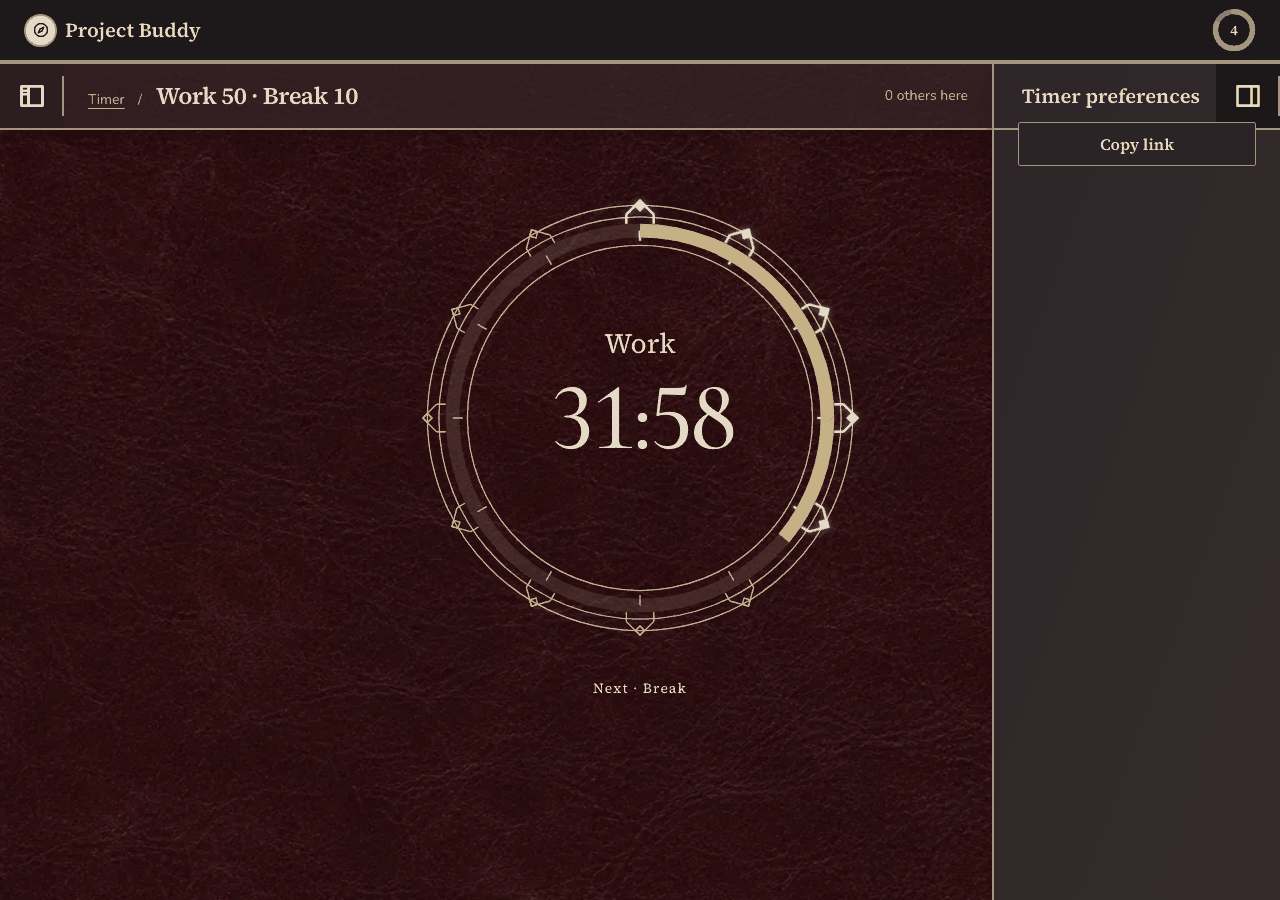 Project Buddy
4
Timer / Work 50 · Break 10
0 others here
Timer preferences
Copy link
Work
31:58
Next · Break